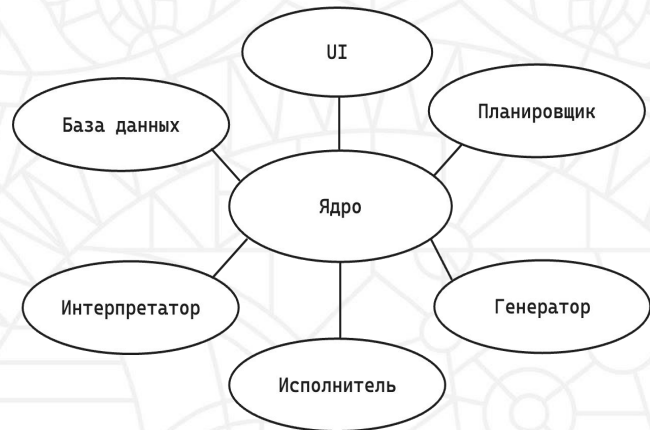 UI
Планировщик
База данных
Ядро
Интерпретатор
Генератор
Исполнитель